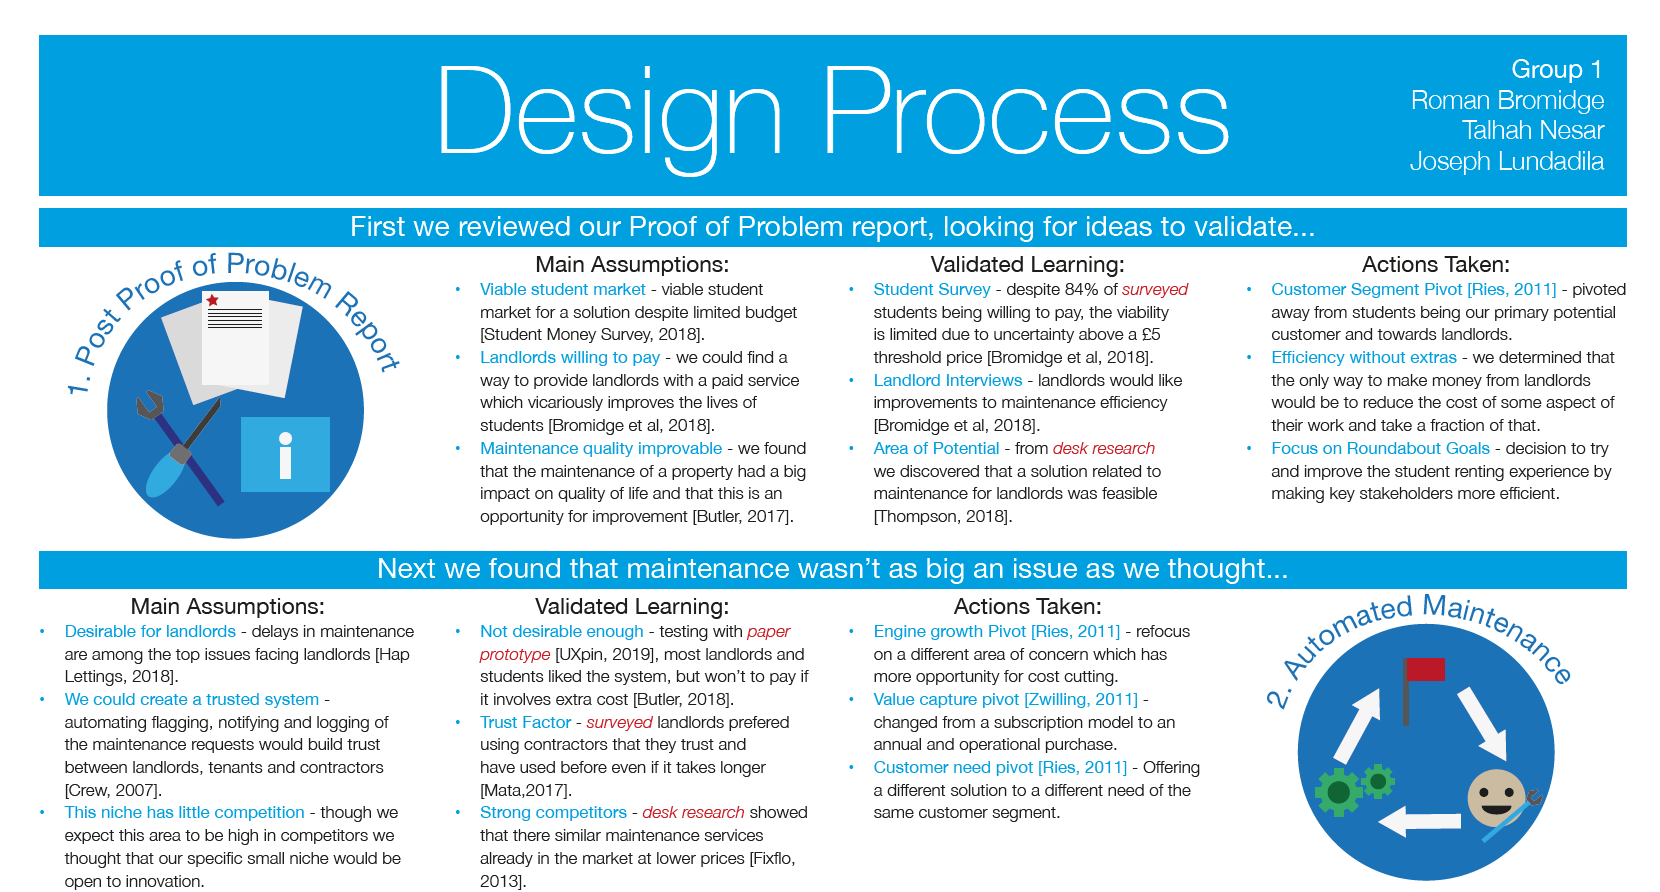 Design Process
Group 1
Roman Bromidge
Talhah Nesar
Joseph Lundadila
First we reviewed our Proof of Problem report, looking for ideas to validate...
1. Post Proof of Problem Report
Main Assumptions:
• Viable student market - viable student
market for a solution despite limited budget
[Student Money Survey, 2018].
• Landlords willing to pay - we could find a
way to provide landlords with a paid service
which vicariously improves the lives of
students [Bromidge et al, 2018].
• Maintenance quality improvable - we found
that the maintenance of a property had a big
impact on quality of life and that this is an
opportunity for improvement [Butler, 2017].
Validated Learning:
• Student Survey - despite 84% of surveyed
students being willing to pay, the viability
is limited due to uncertainty above a £5
threshold price [Bromidge et al, 2018].
• Landlord Interviews - landlords would like
improvements to maintenance efficiency
[Bromidge et al, 2018].
• Area of Potential - from desk research
we discovered that a solution related to
maintenance for landlords was feasible
[Thompson, 2018].
Actions Taken:
• Customer Segment Pivot [Ries, 2011] - pivoted
away from students being our primary potential
customer and towards landlords.
• Efficiency without extras - we determined that
the only way to make money from landlords
would be to reduce the cost of some aspect of
their work and take a fraction of that.
• Focus on Roundabout Goals - decision to try
and improve the student renting experience by
making key stakeholders more efficient.
Next we found that maintenance wasn't as big an issue as we thought...
Main Assumptions:
• Desirable for landlords - delays in maintenance
are among the top issues facing landlords [Hap
Lettings, 2018].
• We could create a trusted system -
automating flagging, notifying and logging of
the maintenance requests would build trust
between landlords, tenants and contractors
[Crew, 2007].
• This niche has little competition - though we
expect this area to be high in competitors we
thought that our specific small niche would be
open to innovation.
Validated Learning:
• Not desirable enough - testing with paper
prototype [UXpin, 2019], most landlords and
students liked the system, but won't to pay if
it involves extra cost [Butler, 2018].
• Trust Factor - surveyed landlords prefered
using contractors that they trust and
have used before even if it takes longer
[Mata,2017].
• Strong competitors - desk research showed
that there similar maintenance services
already in the market at lower prices [Fixflo,
2013].
Actions Taken:
• Engine growth Pivot [Ries, 2011] - refocus
on a different area of concern which has
more opportunity for cost cutting.
• Value capture pivot [Zwilling, 2011] -
changed from a subscription model to an
annual and operational purchase.
• Customer need pivot [Ries, 2011] - Offering
a different solution to a different need of the
same customer segment.
2. Automated Maintenance